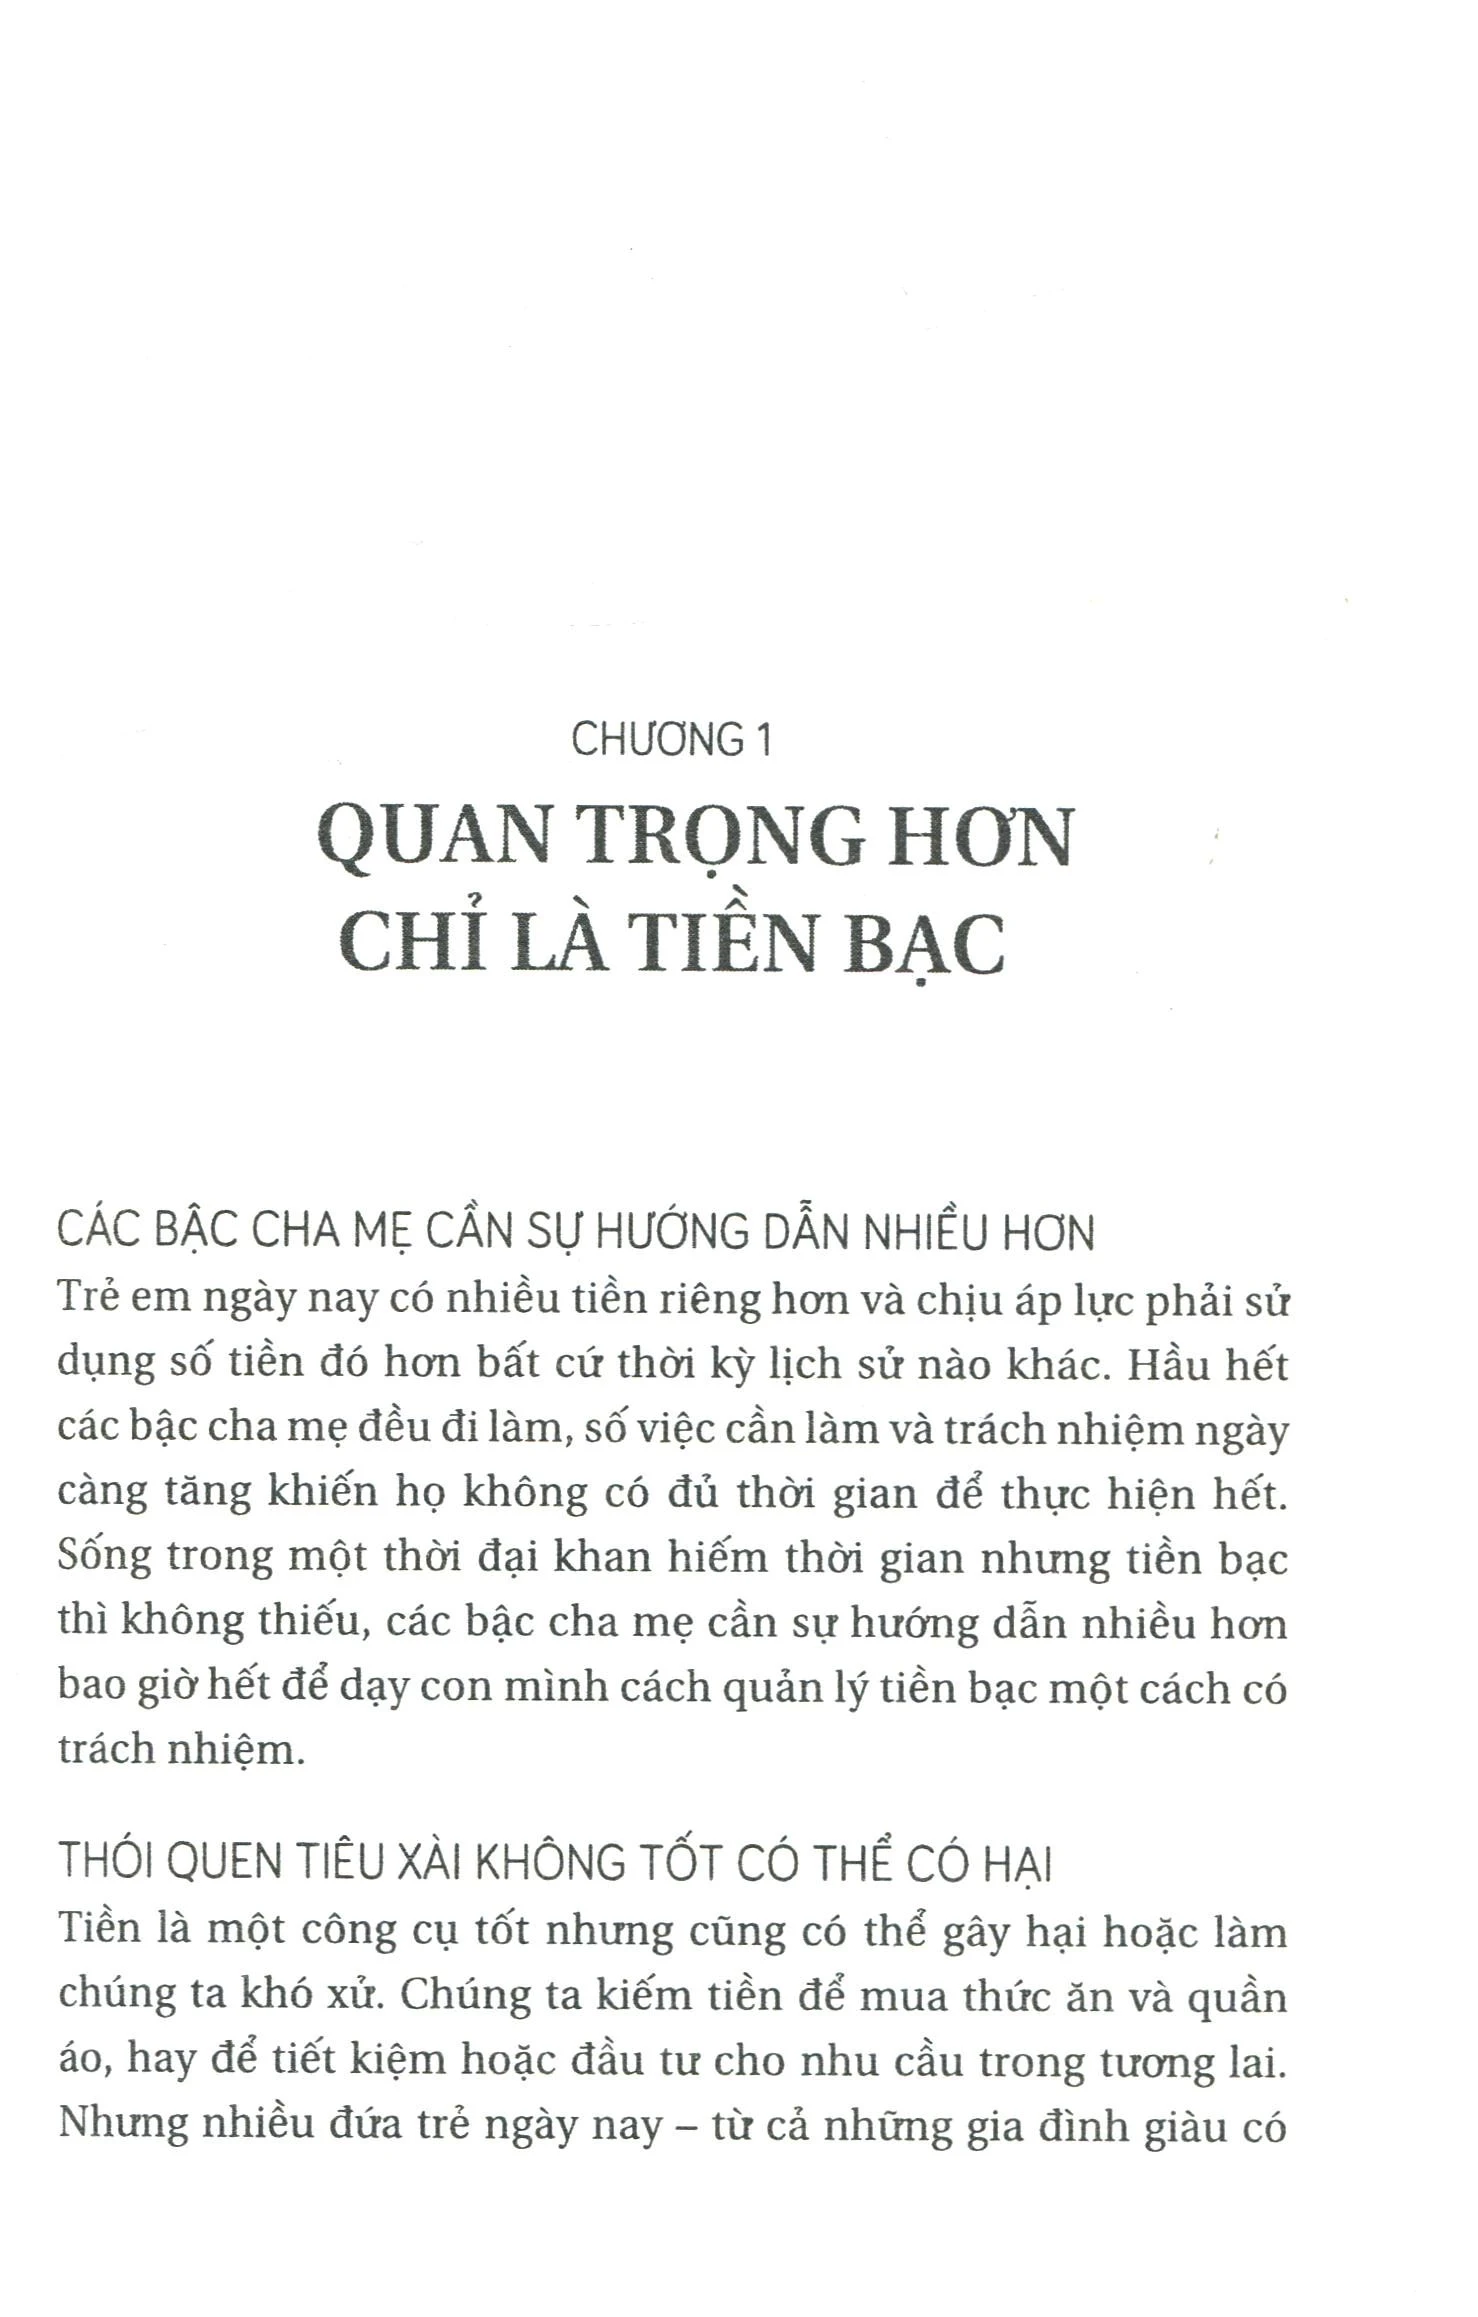 CHƯƠNG 1
QUAN TRỌNG HƠN
CHỈ LÀ TIỀN BẠC
CÁC BẬC CHA MẸ CẦN SỰ HƯỚNG DẪN NHIỀU HƠN
Trẻ em ngày nay có nhiều tiền riêng hơn và chịu áp lực phải sử
dụng số tiền đó hơn bất cứ thời kỳ lịch sử nào khác. Hầu hết
các bậc cha mẹ đều đi làm, số việc cần làm và trách nhiệm ngày
càng tăng khiến họ không có đủ thời gian để thực hiện hết.
Sống trong một thời đại khan hiếm thời gian nhưng tiền bạc
thì không thiếu, các bậc cha mẹ cần sự hướng dẫn nhiều hơn
bao giờ hết để dạy con mình cách quản lý tiền bạc một cách có
trách nhiệm.
THÓI QUEN TIÊU XÀI KHÔNG TỐT CÓ THỂ CÓ HẠI
Tiền là một công cụ tốt nhưng cũng có thể gây hại hoặc làm
chúng ta khó xử. Chúng ta kiếm tiền để mua thức ăn và quần
áo, hay để tiết kiệm hoặc đầu tư cho nhu cầu trong tương lai.
Nhưng nhiều đứa trẻ ngày nay – từ cả những gia đình giàu có